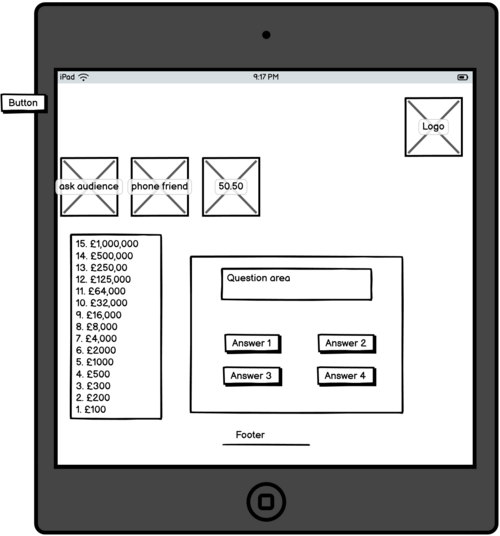 iPad 9:17 PM
Button
Logo
ask audience phone friend 50.50
15. £1,000,000
14. £500,000
13. £250,00
12. £125,000
11. £64,000
10. £32,000
9. £16,000
8. £8,000
7. £4,000
6. £2000
5. £1000
4. £500
3. £300
2. £200
1. £100
Question area
Answer 1 Answer 2
Answer 3 Answer 4
Footer